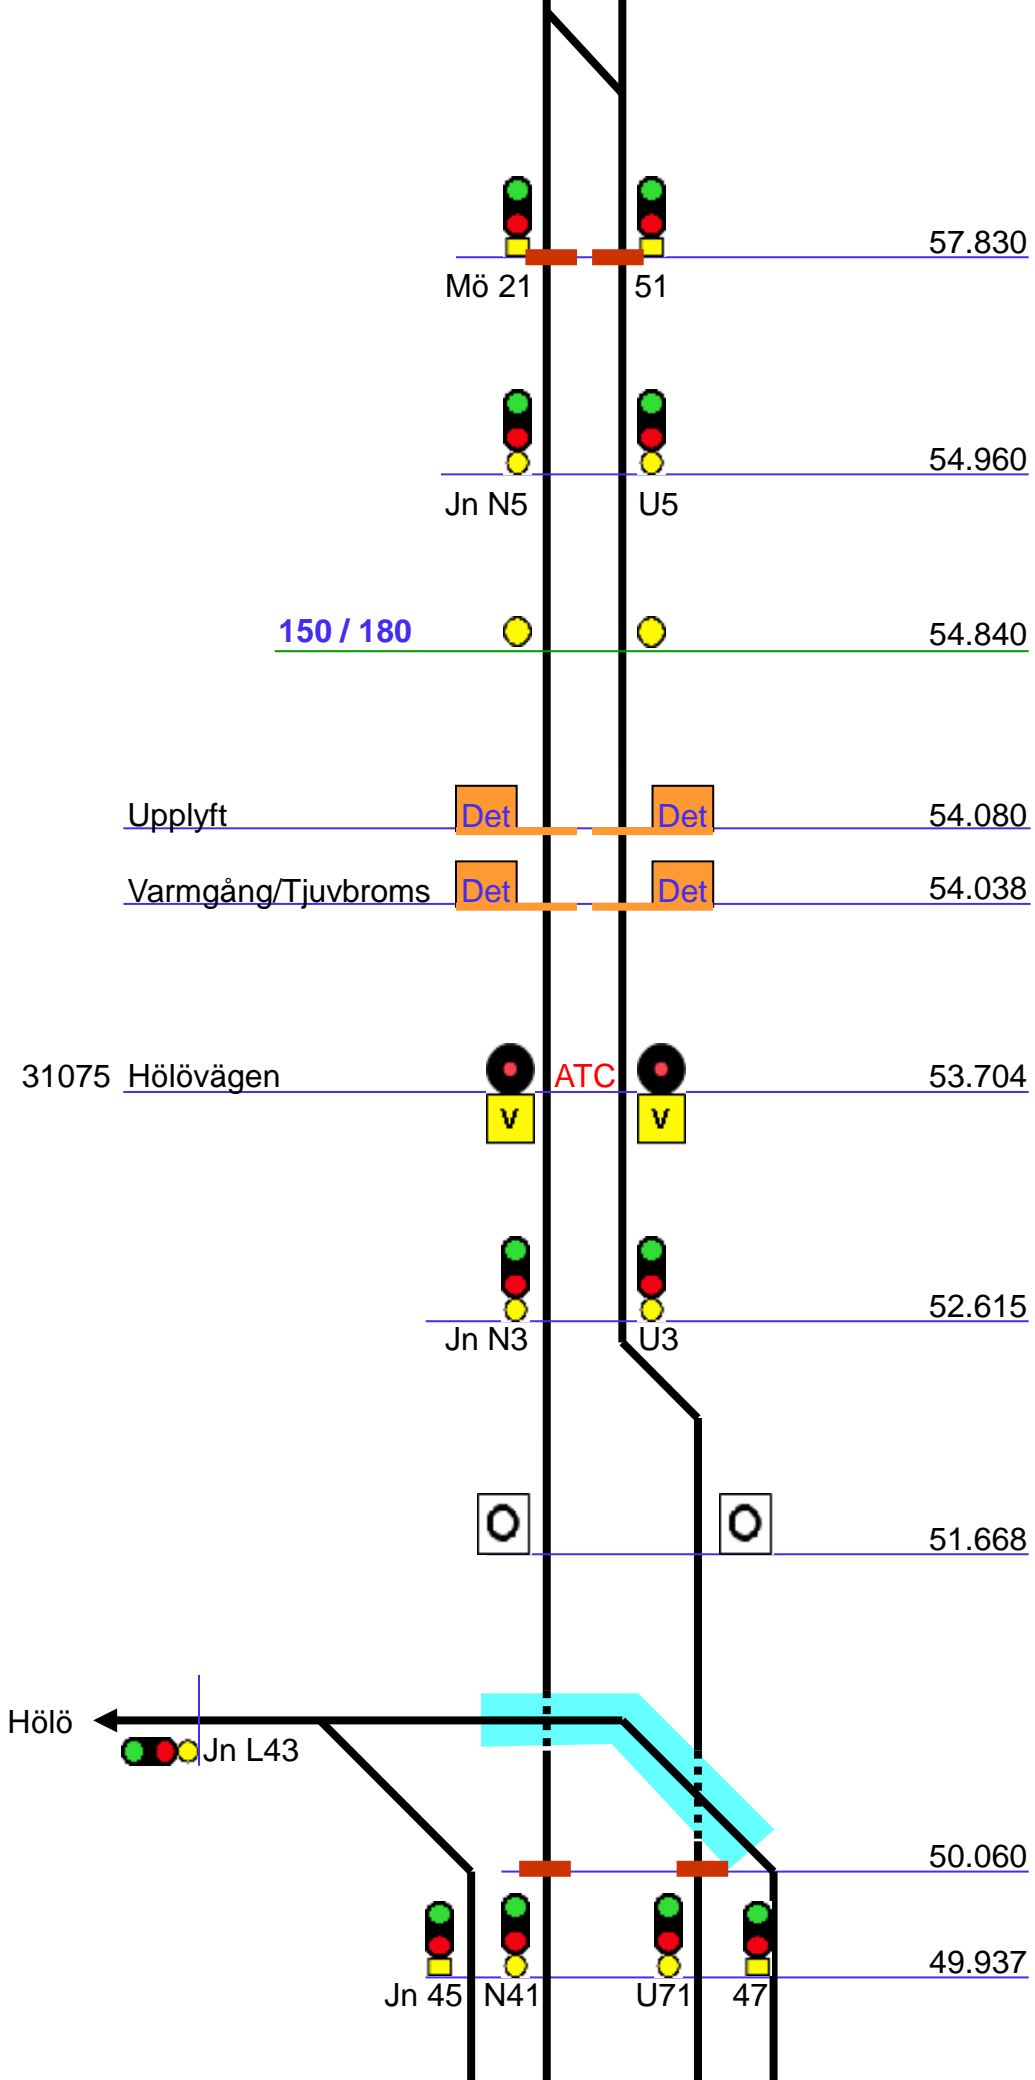 57.830
Mö 21 51
54.960
Jn N5 U5
150 / 180 54.840
Upplyft Det Det 54.080
Varmgång/Tjuvbroms Det Det 54.038
31075 Hölövägen ATC 53.704
V V
52.615
Jn N3 U3
O O 51.668
Hölö
Jn L43
50.060
49.937
Jn 45 N41 U71 47